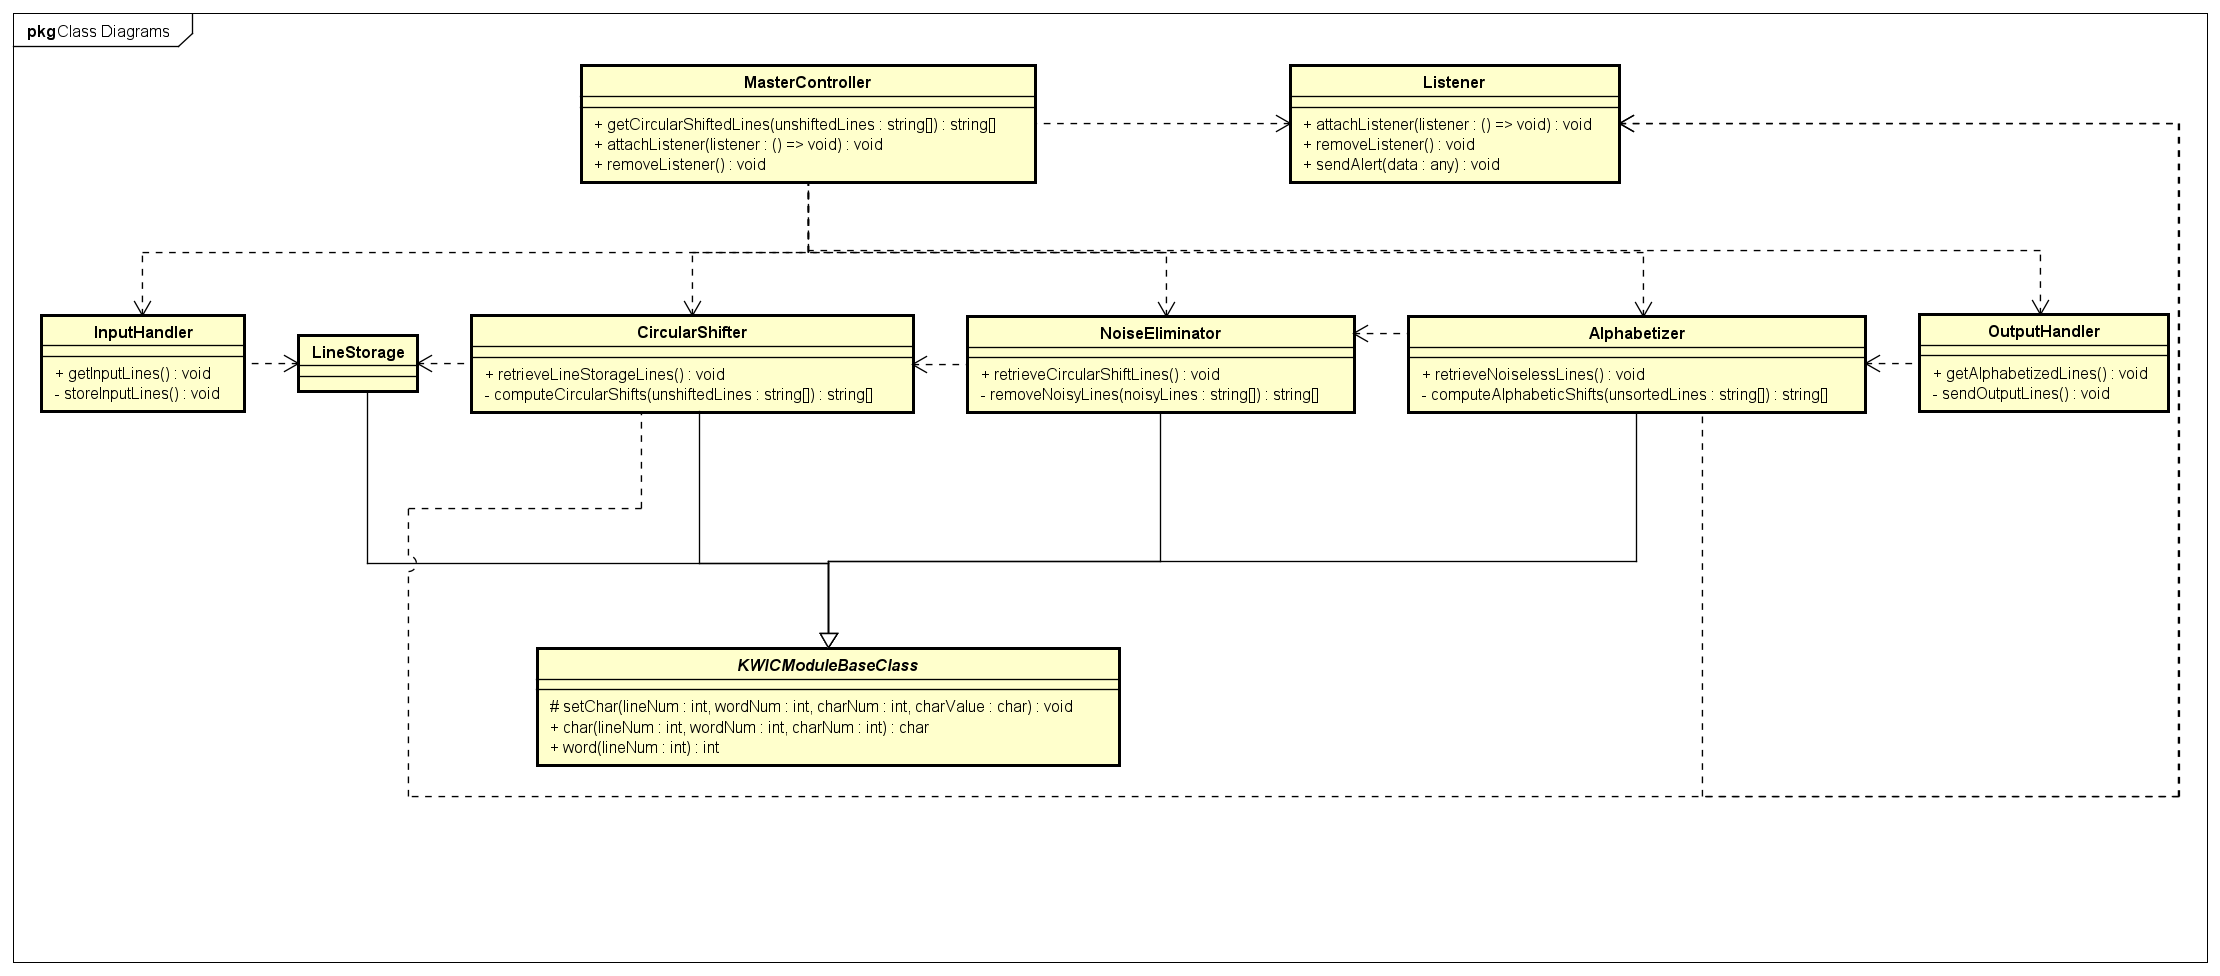 pkg Class Diagrams
MasterController
+ getCircularShiftedLines(unshiftedLines : string[]) : string[]
+ attachListener(listener : () => void) : void
+ removeListener() : void
Listener
+ attachListener(listener : () => void) : void
+ removeListener() : void
+ sendAlert(data : any) : void
InputHandler
+ getInputLines() : void
- storeInputLines() : void
LineStorage
CircularShifter
+ retrieveLineStorageLines() : void
- computeCircularShifts(unshiftedLines : string[]) : string[]
NoiseEliminator
+ retrieveCircularShiftLines() : void
- removeNoisyLines(noisyLines : string[]) : string[]
Alphabetizer
+ retrieveNoiselessLines() : void
- computeAlphabeticShifts(unsortedLines : string[]) : string[]
OutputHandler
+ getAlphabetizedLines() : void
- sendOutputLines() : void
KWICModuleBaseClass
# setChar(lineNum : int, wordNum : int, charNum : int, charValue : char) : void
+ char(lineNum : int, wordNum : int, charNum : int) : char
+ word(lineNum : int) : int